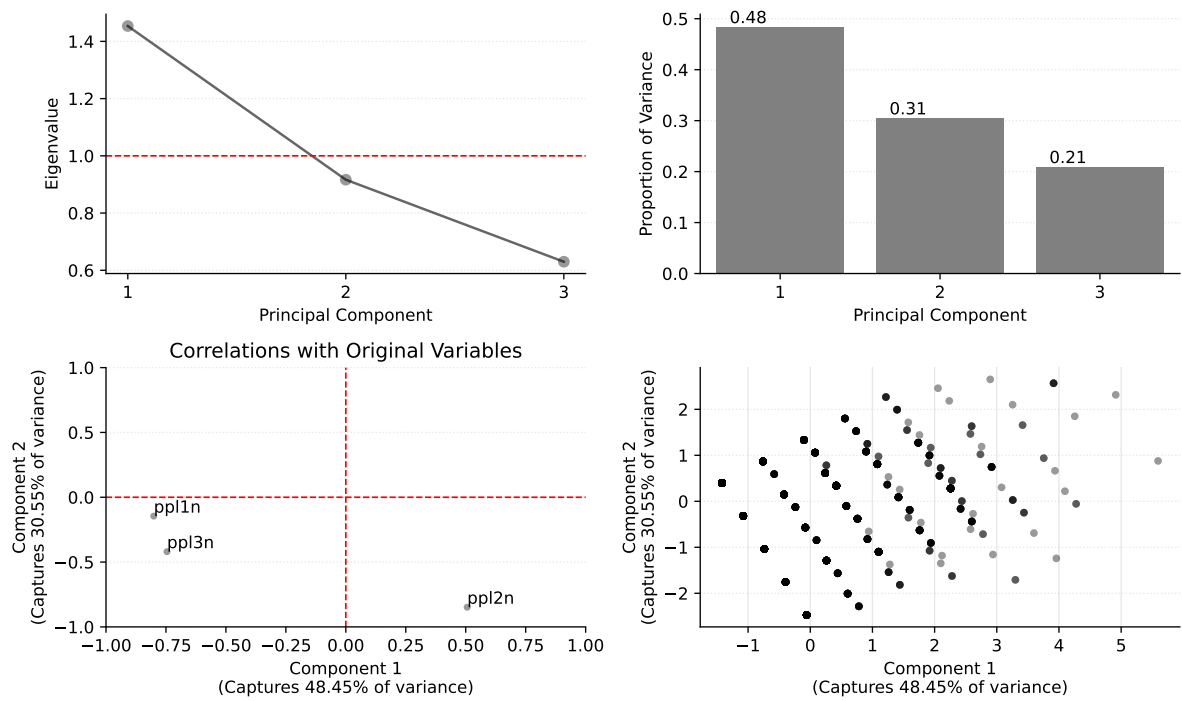 1.4
1.2
1.0
0.8
0.6
Eigenvalue
1 2 3
Principal Component
0.5
0.4
0.3
0.2
0.1
0.0
Proportion of Variance
0.48
0.31
0.21
1 2 3
Principal Component
Correlations with Original Variables
1.0
0.5
0.0
−0.5
−1.0
Component 2
(Captures 30.55% of variance)
ppl1n
ppl3n
ppl2n
−1.00 −0.75 −0.50 −0.25 0.00 0.25 0.50 0.75 1.00
Component 1
(Captures 48.45% of variance)
2
1
0
−1
−2
Component 2
(Captures 30.55% of variance)
−1 0 1 2 3 4 5
Component 1
(Captures 48.45% of variance)